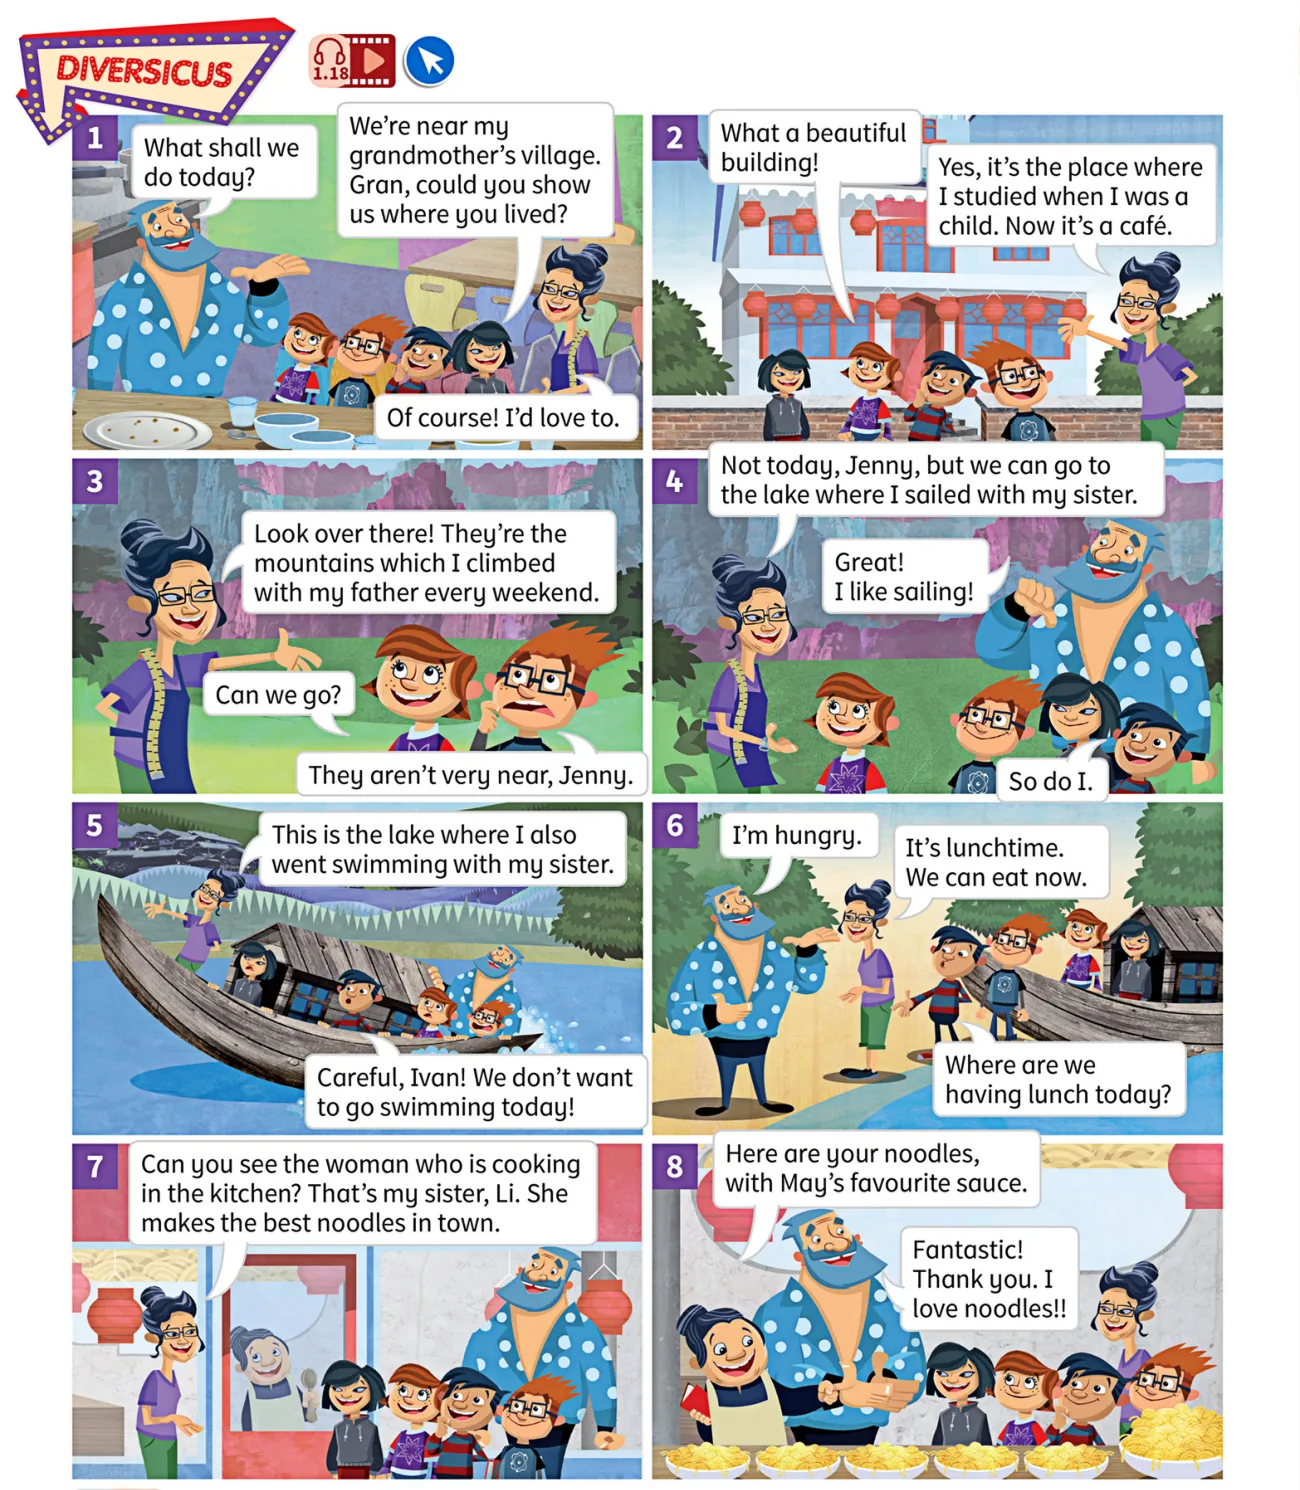 DIVERSICUS
1.18
1
What shall we
do today?
We're near my
grandmother's village.
Gran, could you show
us where you lived?
Of course! I'd love to.
2
What a beautiful
building!
Yes, it's the place where
I studied when I was a
child. Now it's a café.
3
Look over there! They're the
mountains which I climbed
with my father every weekend.
Can we go?
They aren't very near, Jenny.
4
Not today, Jenny, but we can go to
the lake where I sailed with my sister.
Great!
I like sailing!
So do I.
5
This is the lake where I also
went swimming with my sister.
Careful, Ivan! We don't want
to go swimming today!
6
I'm hungry.
It's lunchtime.
We can eat now.
Where are we
having lunch today?
7
Can you see the woman who is cooking
in the kitchen? That's my sister, Li. She
makes the best noodles in town.
8
Here are your noodles,
with May's favourite sauce.
Fantastic!
Thank you. I
love noodles!!